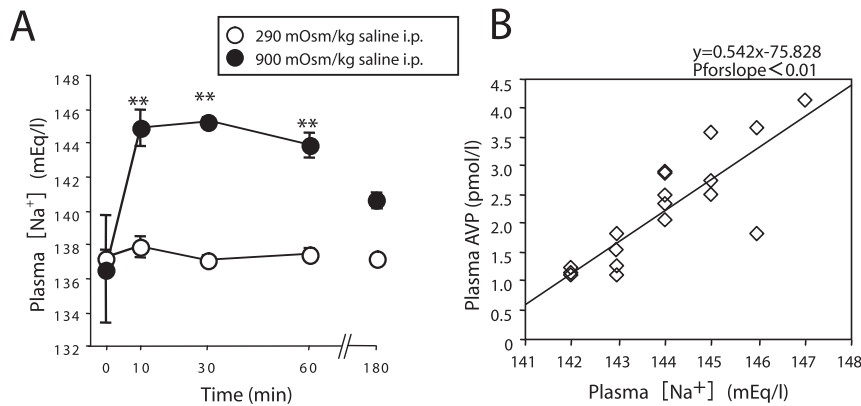 A
290 mOsm/kg saline i.p.
900 mOsm/kg saline i.p.
Plasma [Na+] (mEq/l)
148
146
144
142
140
138
136
134
132
** ** **
0 10 30 60 180
Time (min)
B
y=0.542x-75.828
Pforslope<0.01
Plasma AVP (pmol/l)
4.5
4.0
3.5
3.0
2.5
2.0
1.5
1.0
0.5
0
141 142 143 144 145 146 147 148
Plasma [Na+] (mEq/l)